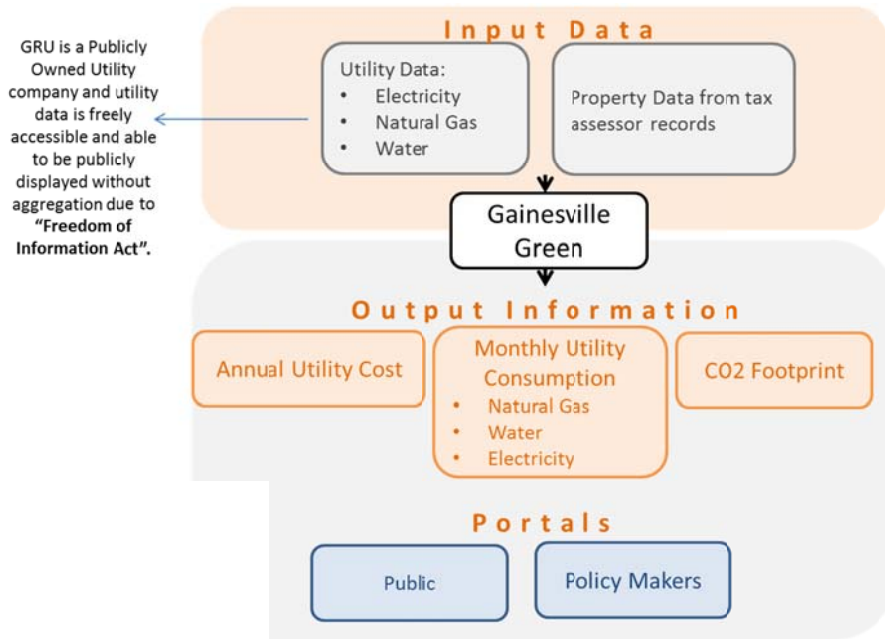 Input Data
GRU is a Publicly
Owned Utility
company and utility
data is freely
accessible and able
to be publicly
displayed without
aggregation due to
“Freedom of
Information Act”.
Utility Data:
• Electricity
• Natural Gas
• Water
Property Data from tax
assessor records
Gainesville
Green
Output Information
Annual Utility Cost
Monthly Utility
Consumption
• Natural Gas
• Water
• Electricity
CO2 Footprint
Portals
Public
Policy Makers